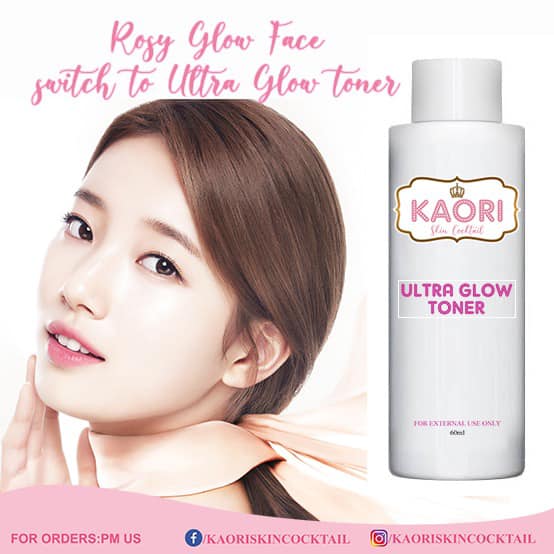 Rosy Glow Face
switch to Ultra Glow toner
KAORI
Skin Cocktail
ULTRA GLOW
TONER
FOR EXTERNAL USE ONLY
60ml
FOR ORDERS:PM US
/KAORISKINCOCKTAIL
/KAORISKINCOCKTAIL